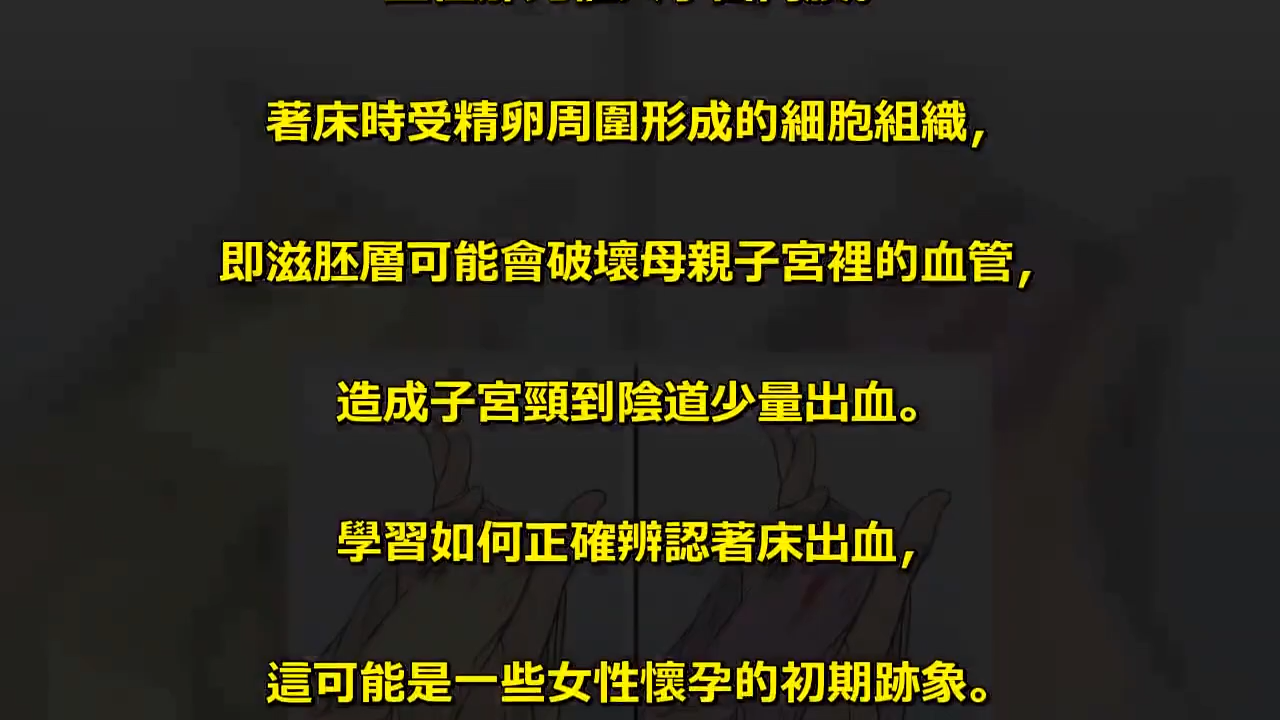 著床時受精卵周圍形成的細胞組織，
即滋胚層可能會破壞母親子宮裡的血管，
造成子宮頸到陰道少量出血。
學習如何正確辨認著床出血，
這可能是一些女性懷孕的初期跡象。